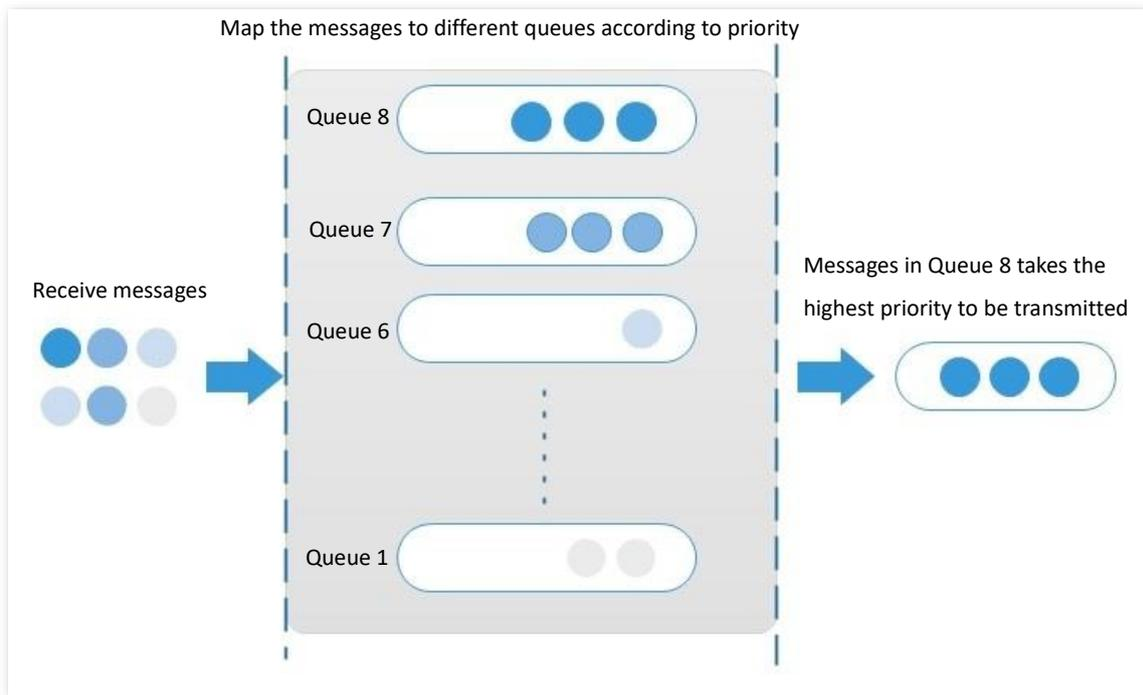 Map the messages to different queues according to priority
Queue 8
Queue 7
Receive messages
Queue 6
Messages in Queue 8 takes the
highest priority to be transmitted
Queue 1